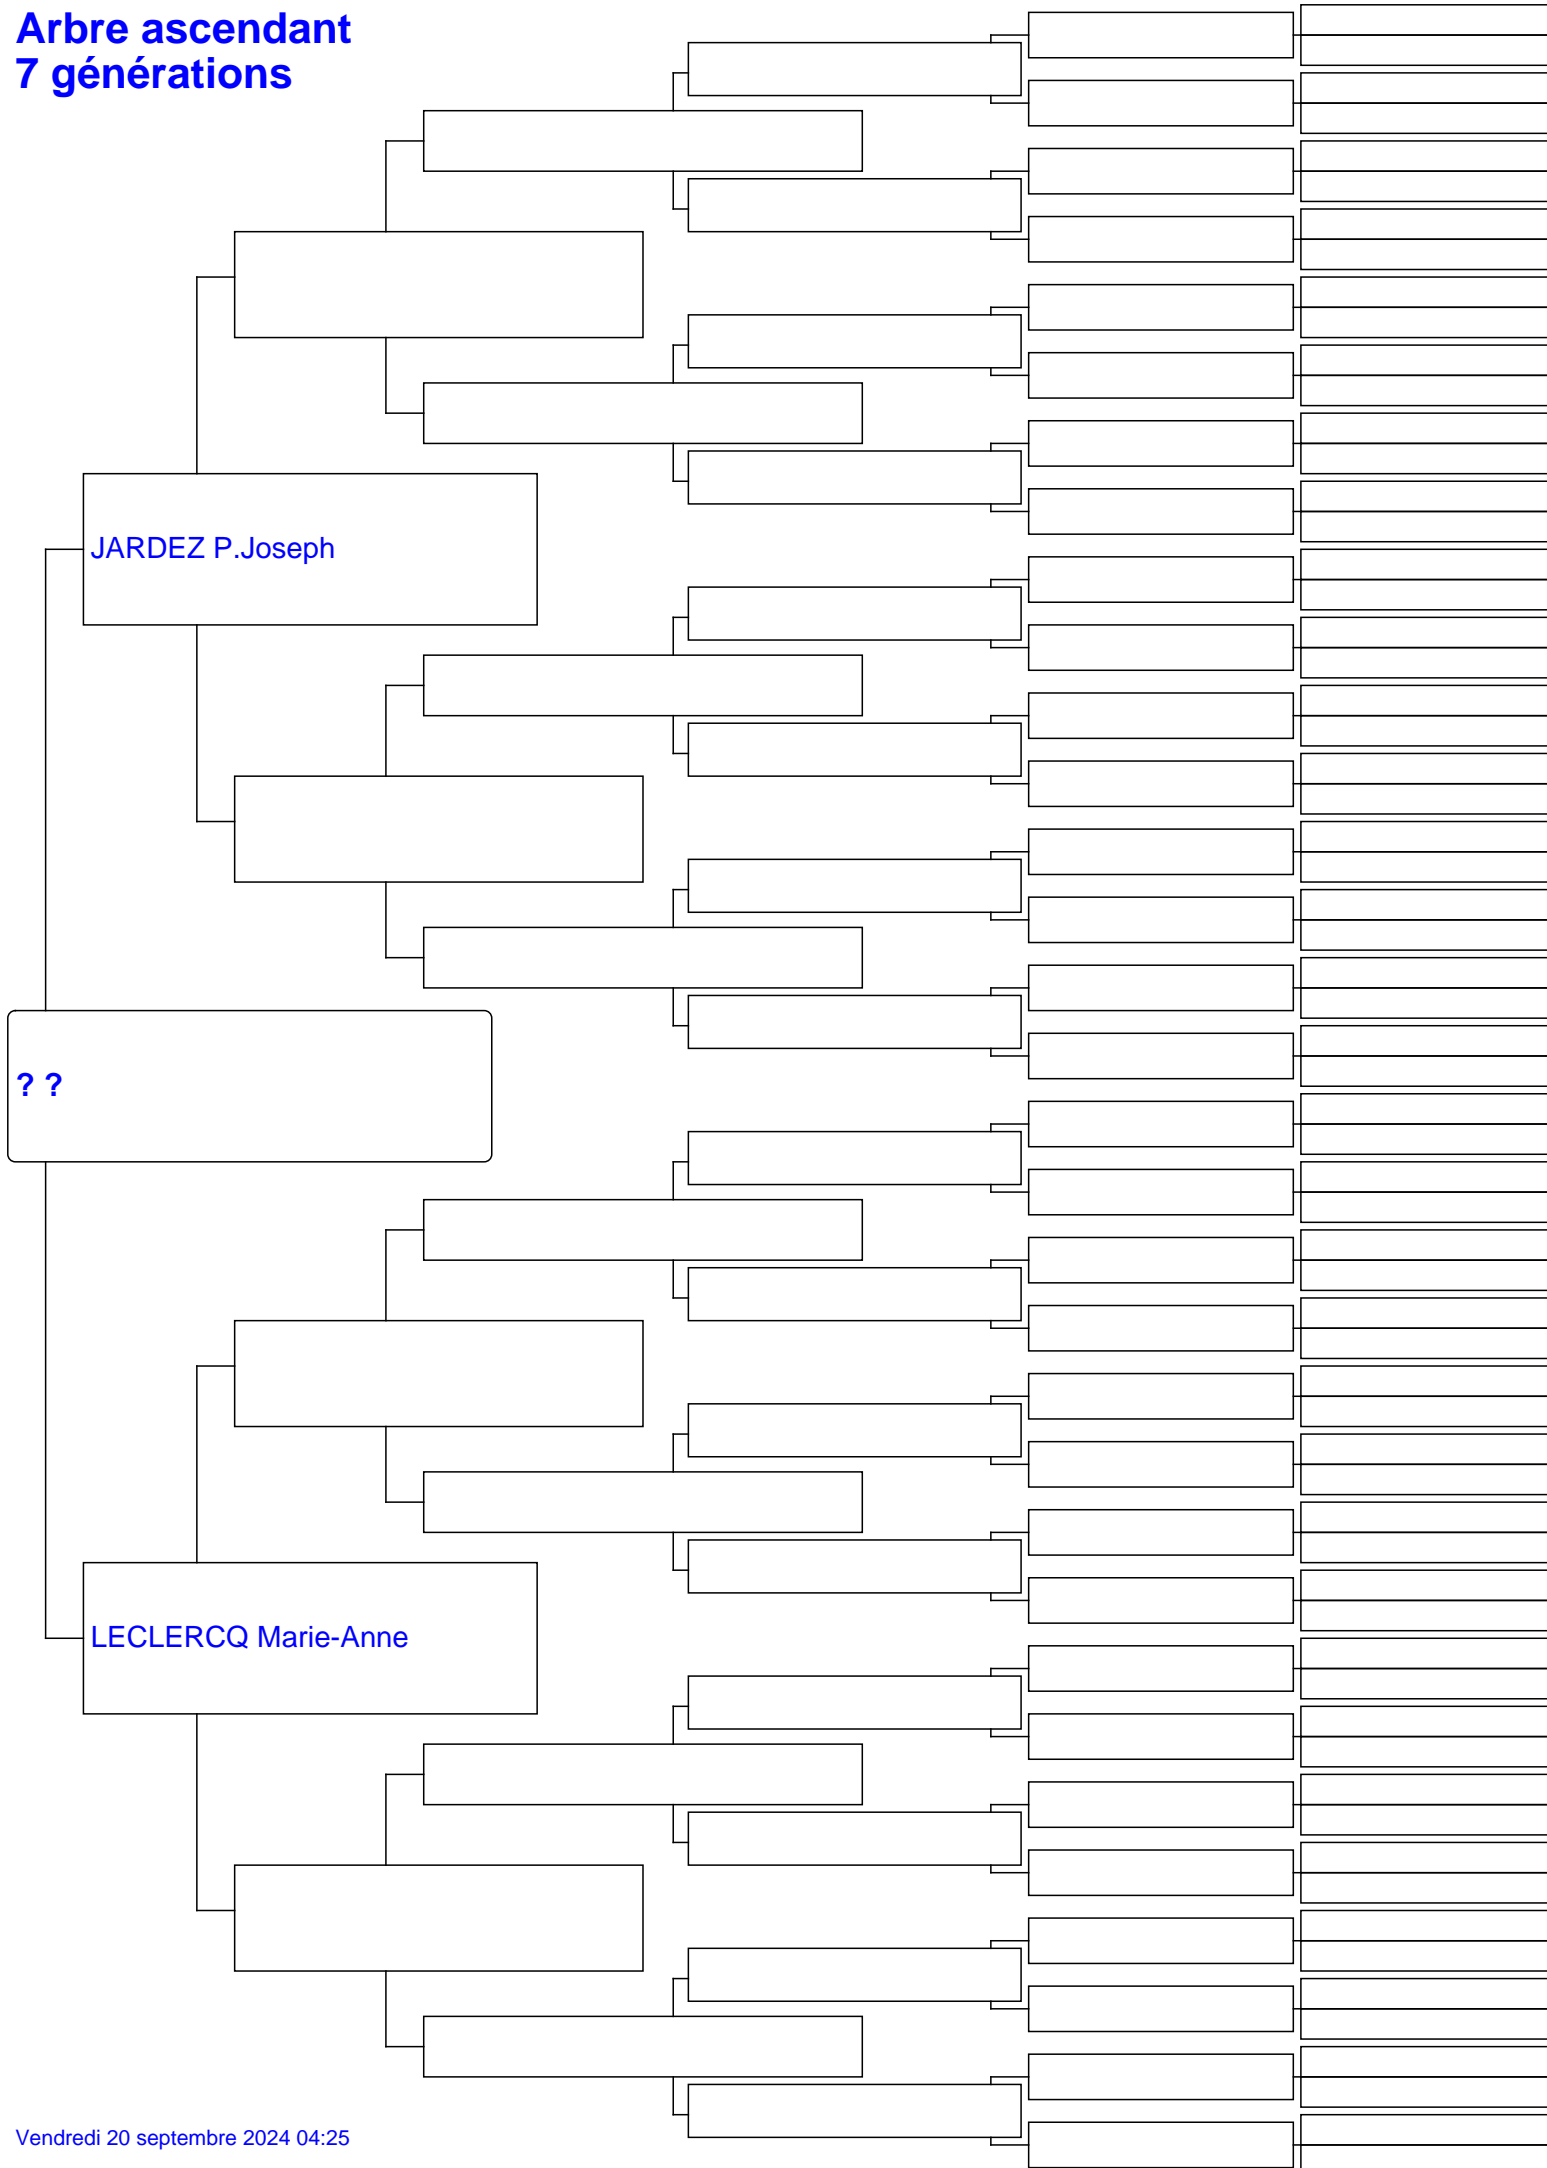 Arbre ascendant
7 générations
JARDEZ P.Joseph
? ?
LECLERCQ Marie-Anne
Vendredi 20 septembre 2024 04:25